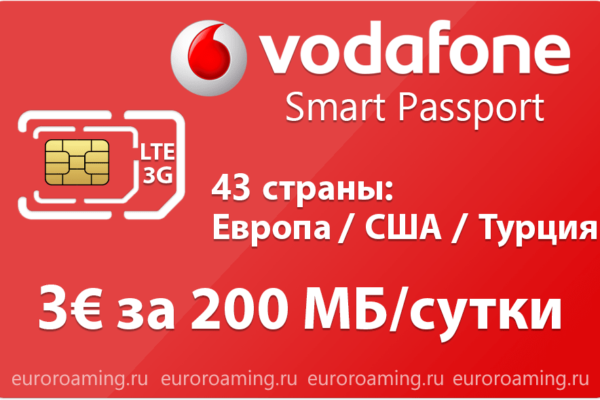 vodafone
Smart Passport
LTE
3G
43 страны:
Европа / США / Турция
3€ за 200 МБ/сутки
euroroaming.ru euroroaming.ru euroroaming.ru euroroaming.ru